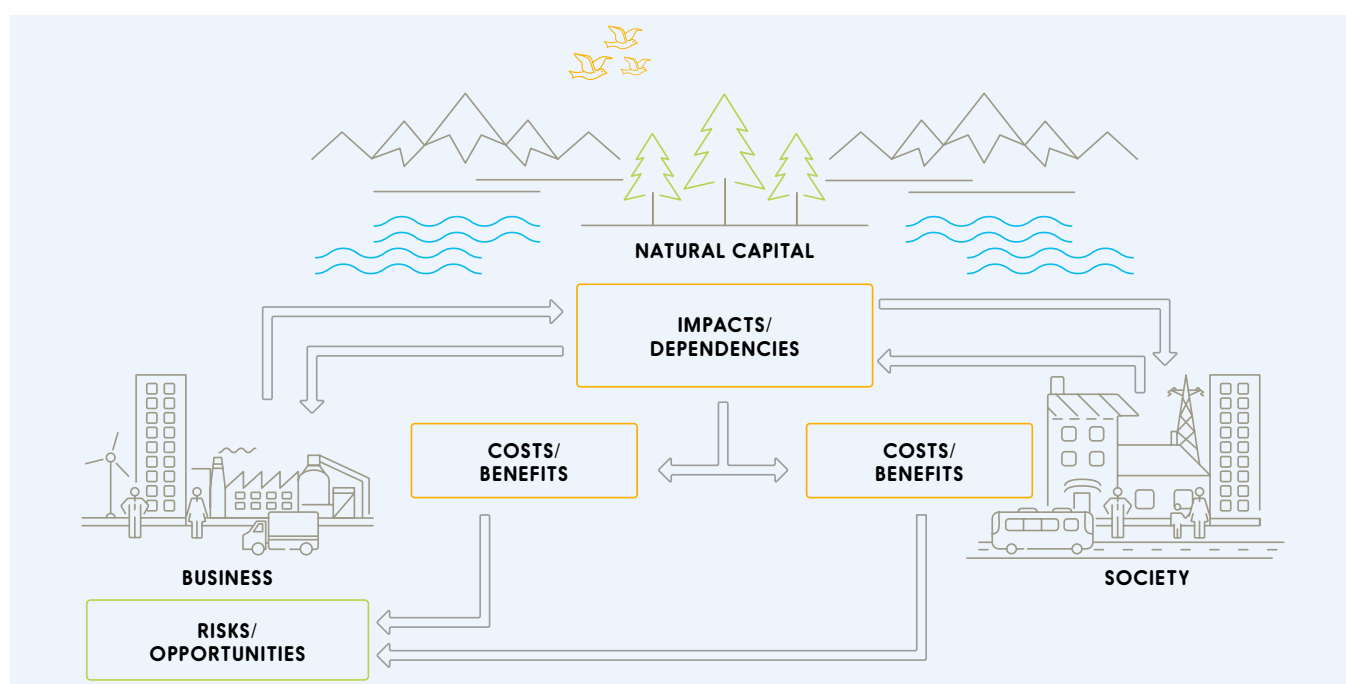 NATURAL CAPITAL
IMPACTS/
DEPENDENCIES
COSTS/
BENEFITS
COSTS/
BENEFITS
BUSINESS
SOCIETY
RISKS/
OPPORTUNITIES